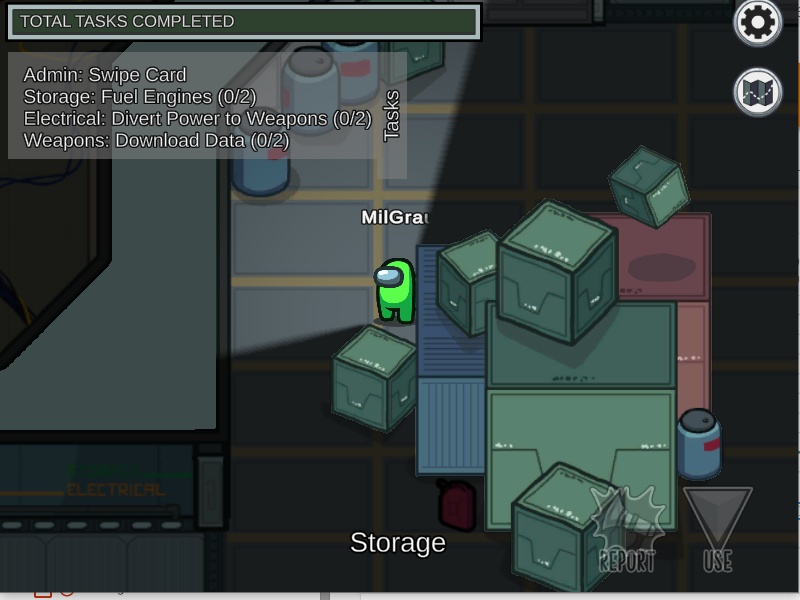 TOTAL TASKS COMPLETED
Admin: Swipe Card
Storage: Fuel Engines (0/2)
Electrical: Divert Power to Weapons (0/2)
Weapons: Download Data (0/2)
Tasks
MilGrau
ELECTRICAL
Storage
REPORT
USE